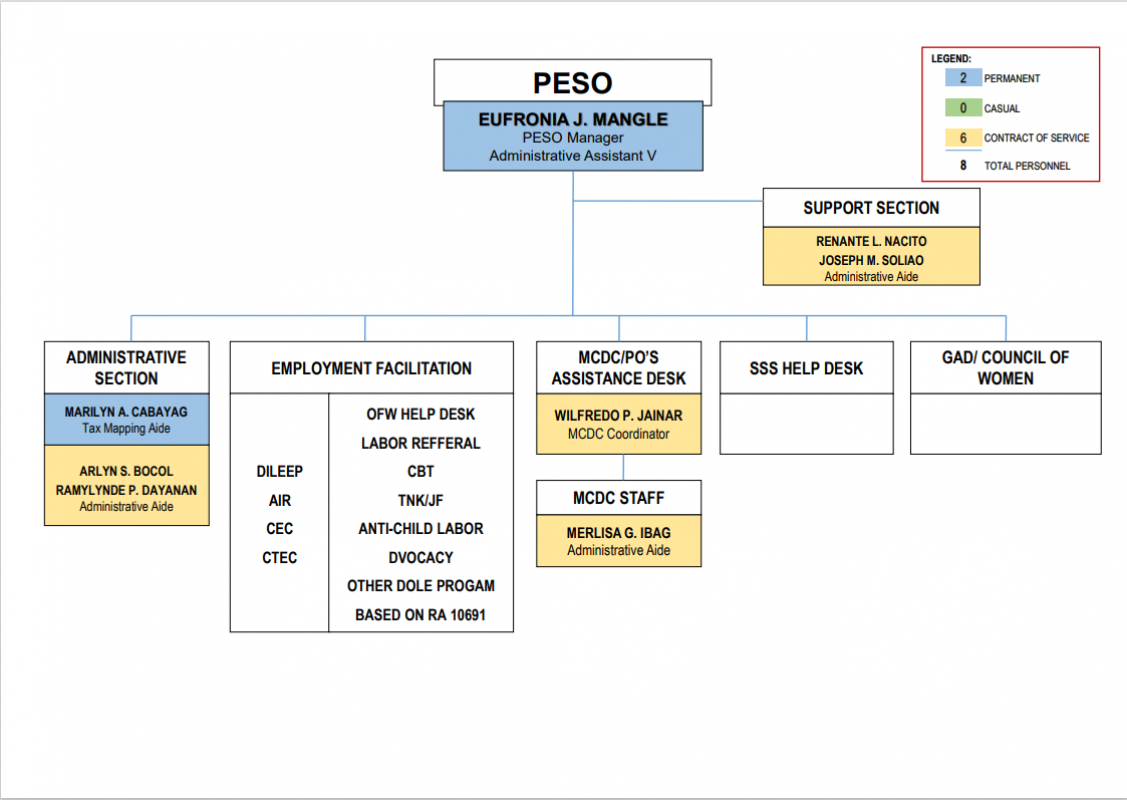 PESO
EUFRONIA J. MANGLE
PESO Manager
Administrative Assistant V
LEGEND:
2 PERMANENT
0 CASUAL
6 CONTRACT OF SERVICE
8 TOTAL PERSONNEL
SUPPORT SECTION
RENANTE L. NACITO
JOSEPH M. SOLIAO
Administrative Aide
ADMINISTRATIVE
SECTION
MARILYN A. CABAYAG
Tax Mapping Aide
ARLYN S. BOCOL
RAMYLYNDE P. DAYANAN
Administrative Aide
EMPLOYMENT FACILITATION
DILEEP
AIR
CEC
CTEC
OFW HELP DESK
LABOR REFFERAL
CBT
TNK/JF
ANTI-CHILD LABOR
DVOCACY
OTHER DOLE PROGAM
BASED ON RA 10691
MCDC/PO'S
ASSISTANCE DESK
WILFREDO P. JAINAR
MCDC Coordinator
MCDC STAFF
MERLISA G. IBAG
Administrative Aide
SSS HELP DESK
GAD/ COUNCIL OF
WOMEN